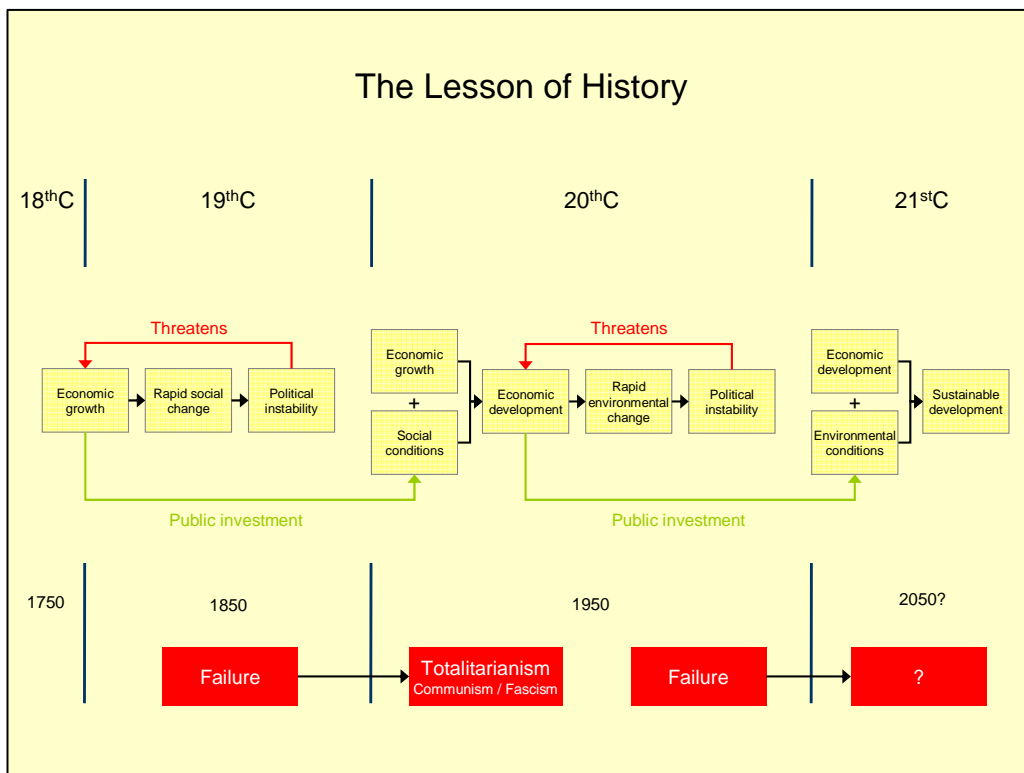 The Lesson of History
18thC
19thC
20thC
21stC
Threatens
Economic
growth
Rapid social
change
Political
instability
Public investment
Economic
growth
+
Social
conditions
Threatens
Economic
development
Rapid
environmental
change
Political
instability
Public investment
Economic
development
+
Environmental
conditions
Sustainable
development
1750
1850
1950
2050?
Failure
Totalitarianism
Communism / Fascism
Failure
?